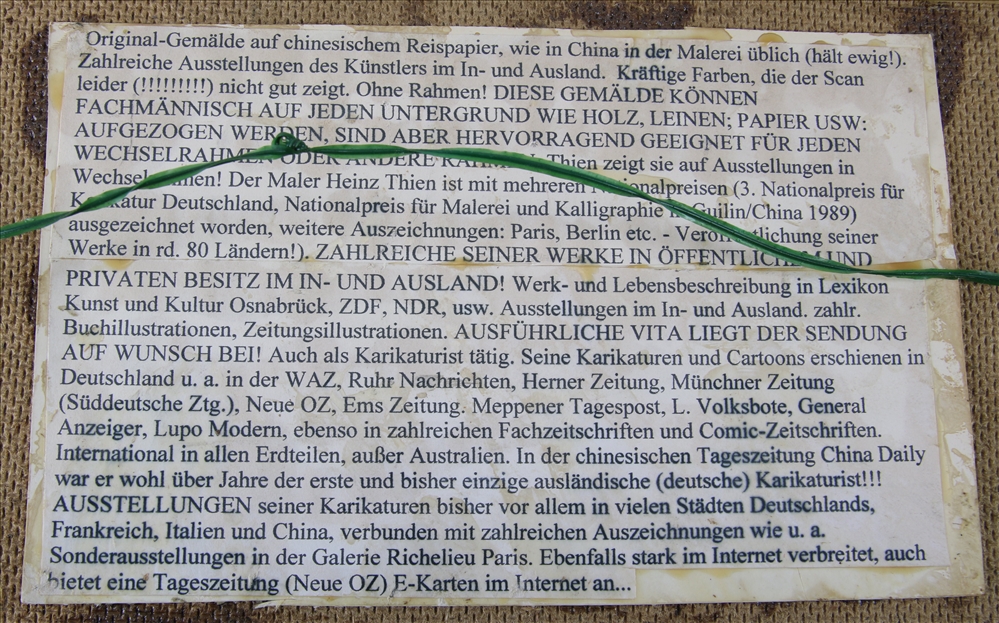 Original-Gemälde auf chinesischem Reispapier, wie in China in der Malerei üblich (hält ewig!).
Zahlreiche Ausstellungen des Künstlers im In- und Ausland. Kräftige Farben, die der Scan
leider (!!!!!!!!!) nicht gut zeigt. Ohne Rahmen! DIESE GEMÄLDE KÖNNEN
FACHMÄNNISCH AUF JEDEN UNTERGRUND WIE HOLZ, LEINEN; PAPIER USW:
AUFGEZOGEN WERDEN, SIND ABER HERVORRAGEND GEEIGNET FÜR JEDEN
WECHSELRAHMEN ODER ANDERE Thien zeigt sie auf Ausstellungen in
Wechselrahmen! Der Maler Heinz Thien ist mit mehreren Nationalpreisen (3. Nationalpreis für
Karikatur Deutschland, Nationalpreis für Malerei und Kalligraphie in Guilin/China 1989)
ausgezeichnet worden, weitere Auszeichnungen: Paris, Berlin etc. - Veröffentlichung seiner
Werke in rd. 80 Ländern!). ZAHLREICHE SEINER WERKE IN ÖFFENTLICHEM UND
PRIVATEN BESITZ IM IN- UND AUSLAND! Werk- und Lebensbeschreibung in Lexikon
Kunst und Kultur Osnabrück, ZDF, NDR, usw. Ausstellungen im In- und Ausland. zahlr.
Buchillustrationen, Zeitungsillustrationen. AUSFÜHRLICHE VITA LIEGT DER SENDUNG
AUF WUNSCH BEI! Auch als Karikaturist tätig. Seine Karikaturen und Cartoons erschienen in
Deutschland u. a. in der WAZ, Ruhr Nachrichten, Herner Zeitung, Münchner Zeitung
(Süddeutsche Ztg.), Neue OZ, Ems Zeitung. Meppener Tagespost, L. Volksbote, General
Anzeiger, Lupo Modern, ebenso in zahlreichen Fachzeitschriften und Comic-Zeitschriften.
International in allen Erdteilen, außer Australien. In der chinesischen Tageszeitung China Daily
war er wohl über Jahre der erste und bisher einzige ausländische (deutsche) Karikaturist!!!
AUSSTELLUNGEN seiner Karikaturen bisher vor allem in vielen Städten Deutschlands,
Frankreich, Italien und China, verbunden mit zahlreichen Auszeichnungen wie u. a.
Sonderausstellungen in der Galerie Richelieu Paris. Ebenfalls stark im Internet verbreitet, auch
bietet eine Tageszeitung (Neue OZ) E-Karten im Internet an...